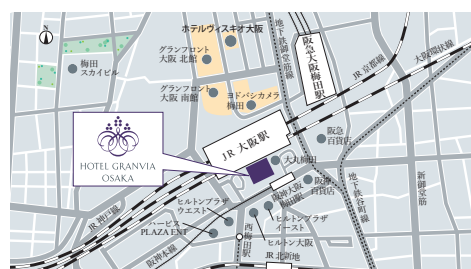 N
ホテルヴィスキオ大阪
地下鉄御堂筋線
阪急大阪梅田駅
グランフロント
大阪 北館
梅田
スカイビル
グランフロント
大阪 南館
ヨドバシカメラ
梅田
JR 京都線
大阪環状線
JR 大阪駅
阪急
百貨店
HOTEL GRANVIA
OSAKA
大丸梅田
阪神
百貨店
阪神大阪
梅田駅
地下鉄谷町線
新御堂筋
JR 神戸線
ヒルトンプラザ
ウエスト
ヒルトンプラザ
イースト
ハービス
PLAZA ENT
西梅田駅
ヒルトン大阪
阪神本線
JR 北新地